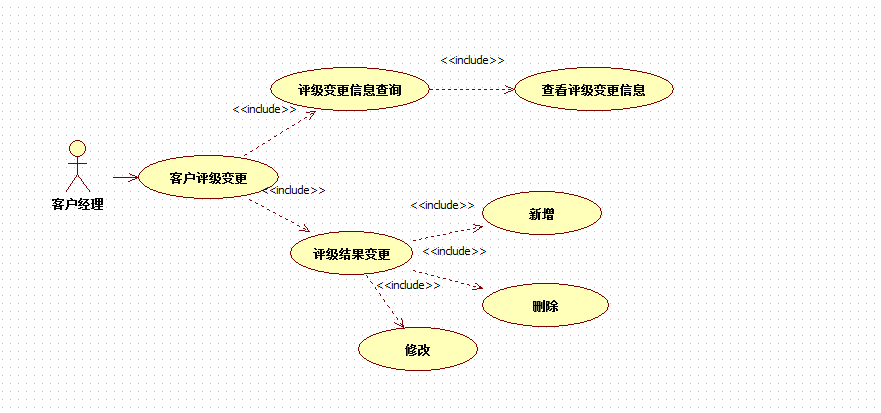 <<include>>
评级变更信息查询
查看评级变更信息
<<include>>
客户评级变更
<<include>>
客户经理
<<include>>
新增
评级结果变更
<<include>>
<<include>>
删除
修改